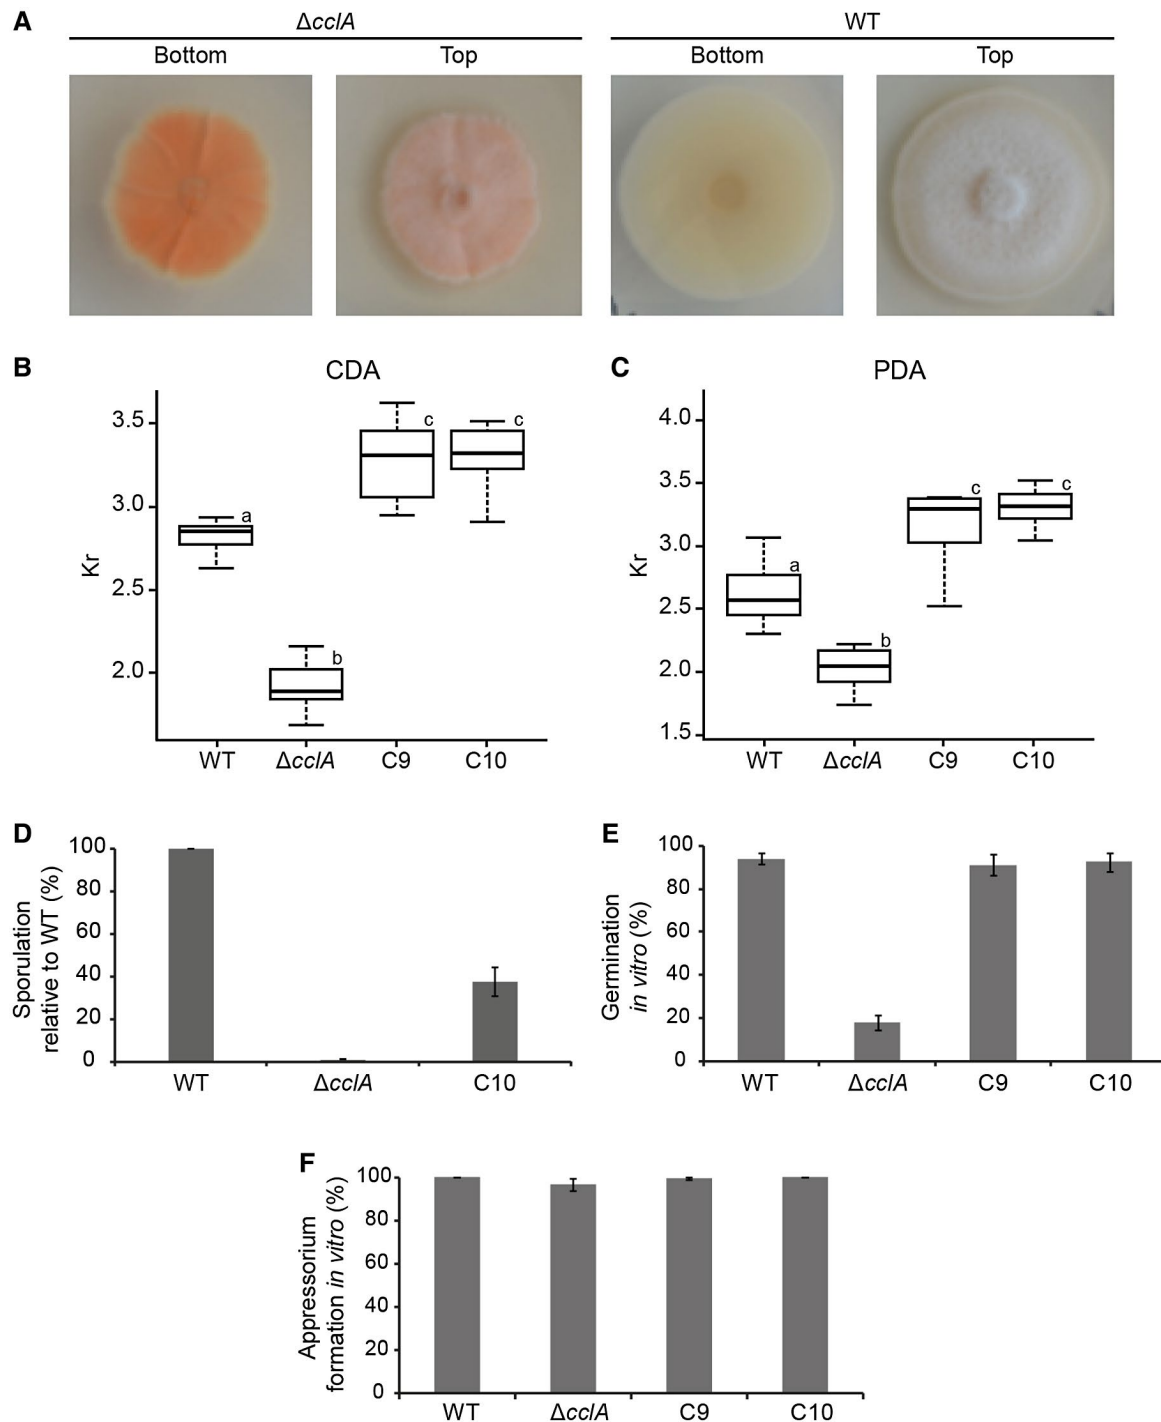 A
ΔcclA
WT
Bottom
Top
Bottom
Top
B
CDA
Kr
3.5
3.0
2.5
2.0
a
b
c
c
WT
ΔcclA
C9
C10
C
PDA
Kr
4.0
3.5
3.0
2.5
2.0
1.5
a
b
c
c
WT
ΔcclA
C9
C10
D
Sporulation
relative to WT (%)
100
80
60
40
20
0
WT
ΔcclA
C10
E
Germination
in vitro (%)
100
80
60
40
20
0
WT
ΔcclA
C9
C10
F
Appressorium
formation in vitro (%)
100
80
60
40
20
0
WT
ΔcclA
C9
C10